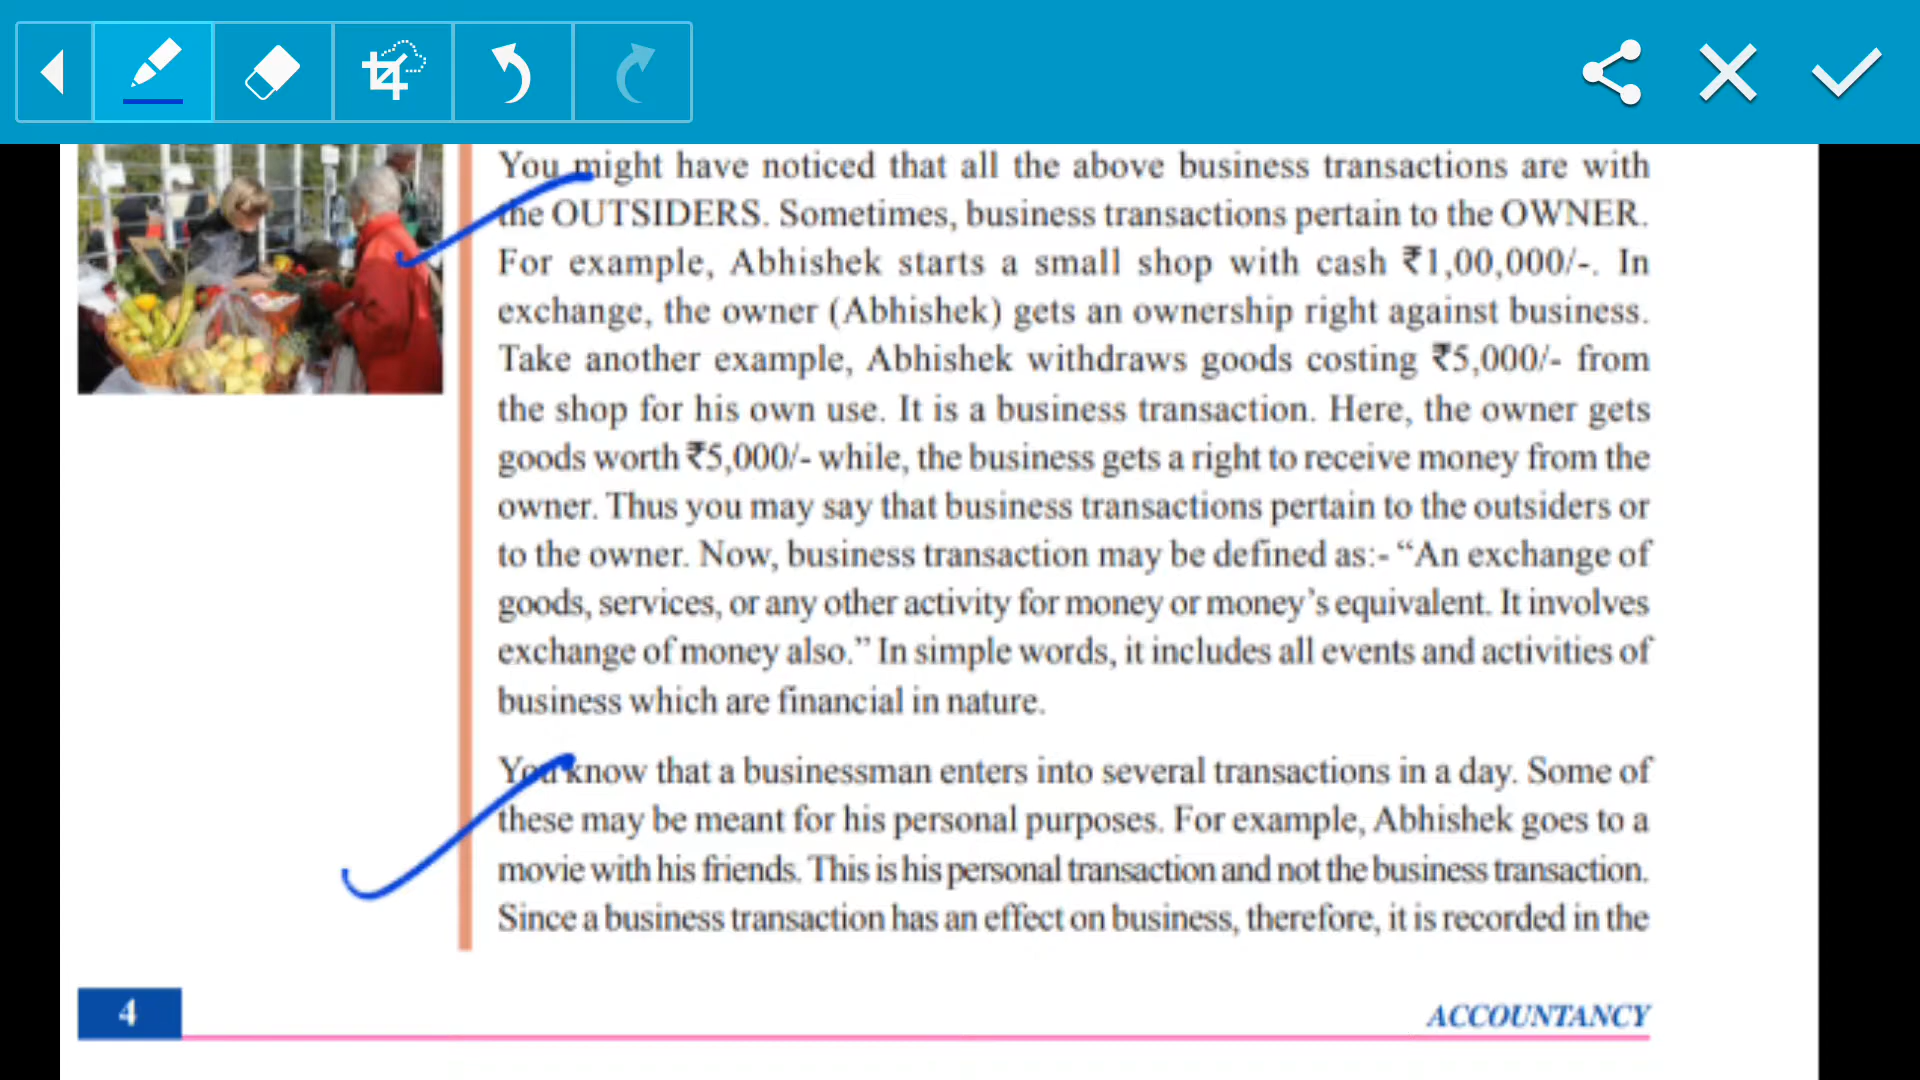 You might have noticed that all the above business transactions are with
the OUTSIDERS. Sometimes, business transactions pertain to the OWNER.
For example, Abhishek starts a small shop with cash ₹1,00,000/-. In
exchange, the owner (Abhishek) gets an ownership right against business.
Take another example, Abhishek withdraws goods costing ₹5,000/- from
the shop for his own use. It is a business transaction. Here, the owner gets
goods worth ₹5,000/- while, the business gets a right to receive money from the
owner. Thus you may say that business transactions pertain to the outsiders or
to the owner. Now, business transaction may be defined as:- “An exchange of
goods, services, or any other activity for money or money’s equivalent. It involves
exchange of money also.” In simple words, it includes all events and activities of
business which are financial in nature.
You know that a businessman enters into several transactions in a day. Some of
these may be meant for his personal purposes. For example, Abhishek goes to a
movie with his friends. This is his personal transaction and not the business transaction.
Since a business transaction has an effect on business, therefore, it is recorded in the
4
ACCOUNTANCY